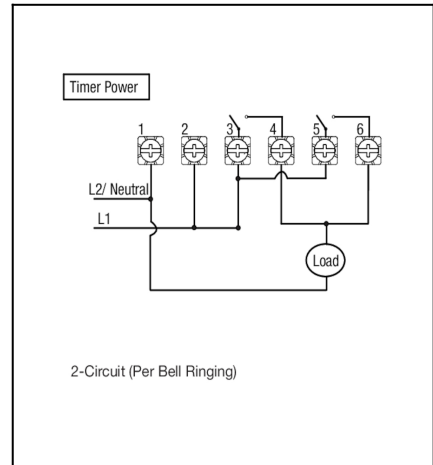 Timer Power
1 2 3 4 5 6
L2/ Neutral
L1
Load
2-Circuit (Per Bell Ringing)